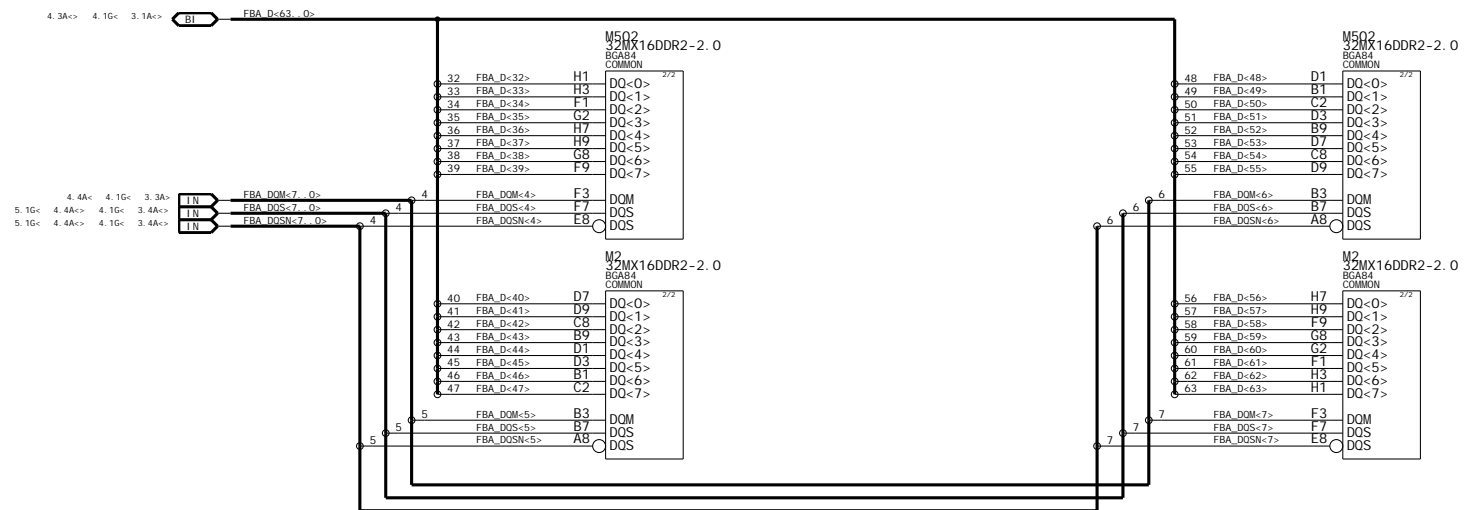 4.3A<> 4.1G< 3.1A<> BI FBA_D<63..0>
M502
32MX16DDR2-2.0
BGA84
COMMON
2/2
32 FBA_D<32> H1 DQ<0>
33 FBA_D<33> H3 DQ<1>
34 FBA_D<34> F1 DQ<2>
35 FBA_D<35> G2 DQ<3>
36 FBA_D<36> H7 DQ<4>
37 FBA_D<37> H9 DQ<5>
38 FBA_D<38> G8 DQ<6>
39 FBA_D<39> F9 DQ<7>
4.4A< 4.1G< 3.3A> IN FBA_DQM<7..0> 4 FBA_DQM<4> F3 DQM
5.1G< 4.4A<> 4.1G< 3.4A<> IN FBA_DQS<7..0> 4 FBA_DQS<4> F7 DQS
5.1G< 4.4A<> 4.1G< 3.4A<> IN FBA_DQSN<7..0> 4 FBA_DQSN<4> E8 DQS
M502
32MX16DDR2-2.0
BGA84
COMMON
2/2
48 FBA_D<48> D1 DQ<0>
49 FBA_D<49> B1 DQ<1>
50 FBA_D<50> C2 DQ<2>
51 FBA_D<51> D3 DQ<3>
52 FBA_D<52> B9 DQ<4>
53 FBA_D<53> D7 DQ<5>
54 FBA_D<54> C8 DQ<6>
55 FBA_D<55> D9 DQ<7>
6 FBA_DQM<6> B3 DQM
6 FBA_DQS<6> B7 DQS
6 FBA_DQSN<6> A8 DQS
M2
32MX16DDR2-2.0
BGA84
COMMON
2/2
40 FBA_D<40> D7 DQ<0>
41 FBA_D<41> D9 DQ<1>
42 FBA_D<42> C8 DQ<2>
43 FBA_D<43> B9 DQ<3>
44 FBA_D<44> D1 DQ<4>
45 FBA_D<45> D3 DQ<5>
46 FBA_D<46> B1 DQ<6>
47 FBA_D<47> C2 DQ<7>
5 FBA_DQM<5> B3 DQM
5 FBA_DQS<5> B7 DQS
5 FBA_DQSN<5> A8 DQS
M2
32MX16DDR2-2.0
BGA84
COMMON
2/2
56 FBA_D<56> H7 DQ<0>
57 FBA_D<57> H9 DQ<1>
58 FBA_D<58> F9 DQ<2>
59 FBA_D<59> G8 DQ<3>
60 FBA_D<60> G2 DQ<4>
61 FBA_D<61> F1 DQ<5>
62 FBA_D<62> H3 DQ<6>
63 FBA_D<63> H1 DQ<7>
7 FBA_DQM<7> F3 DQM
7 FBA_DQS<7> F7 DQS
7 FBA_DQSN<7> E8 DQS